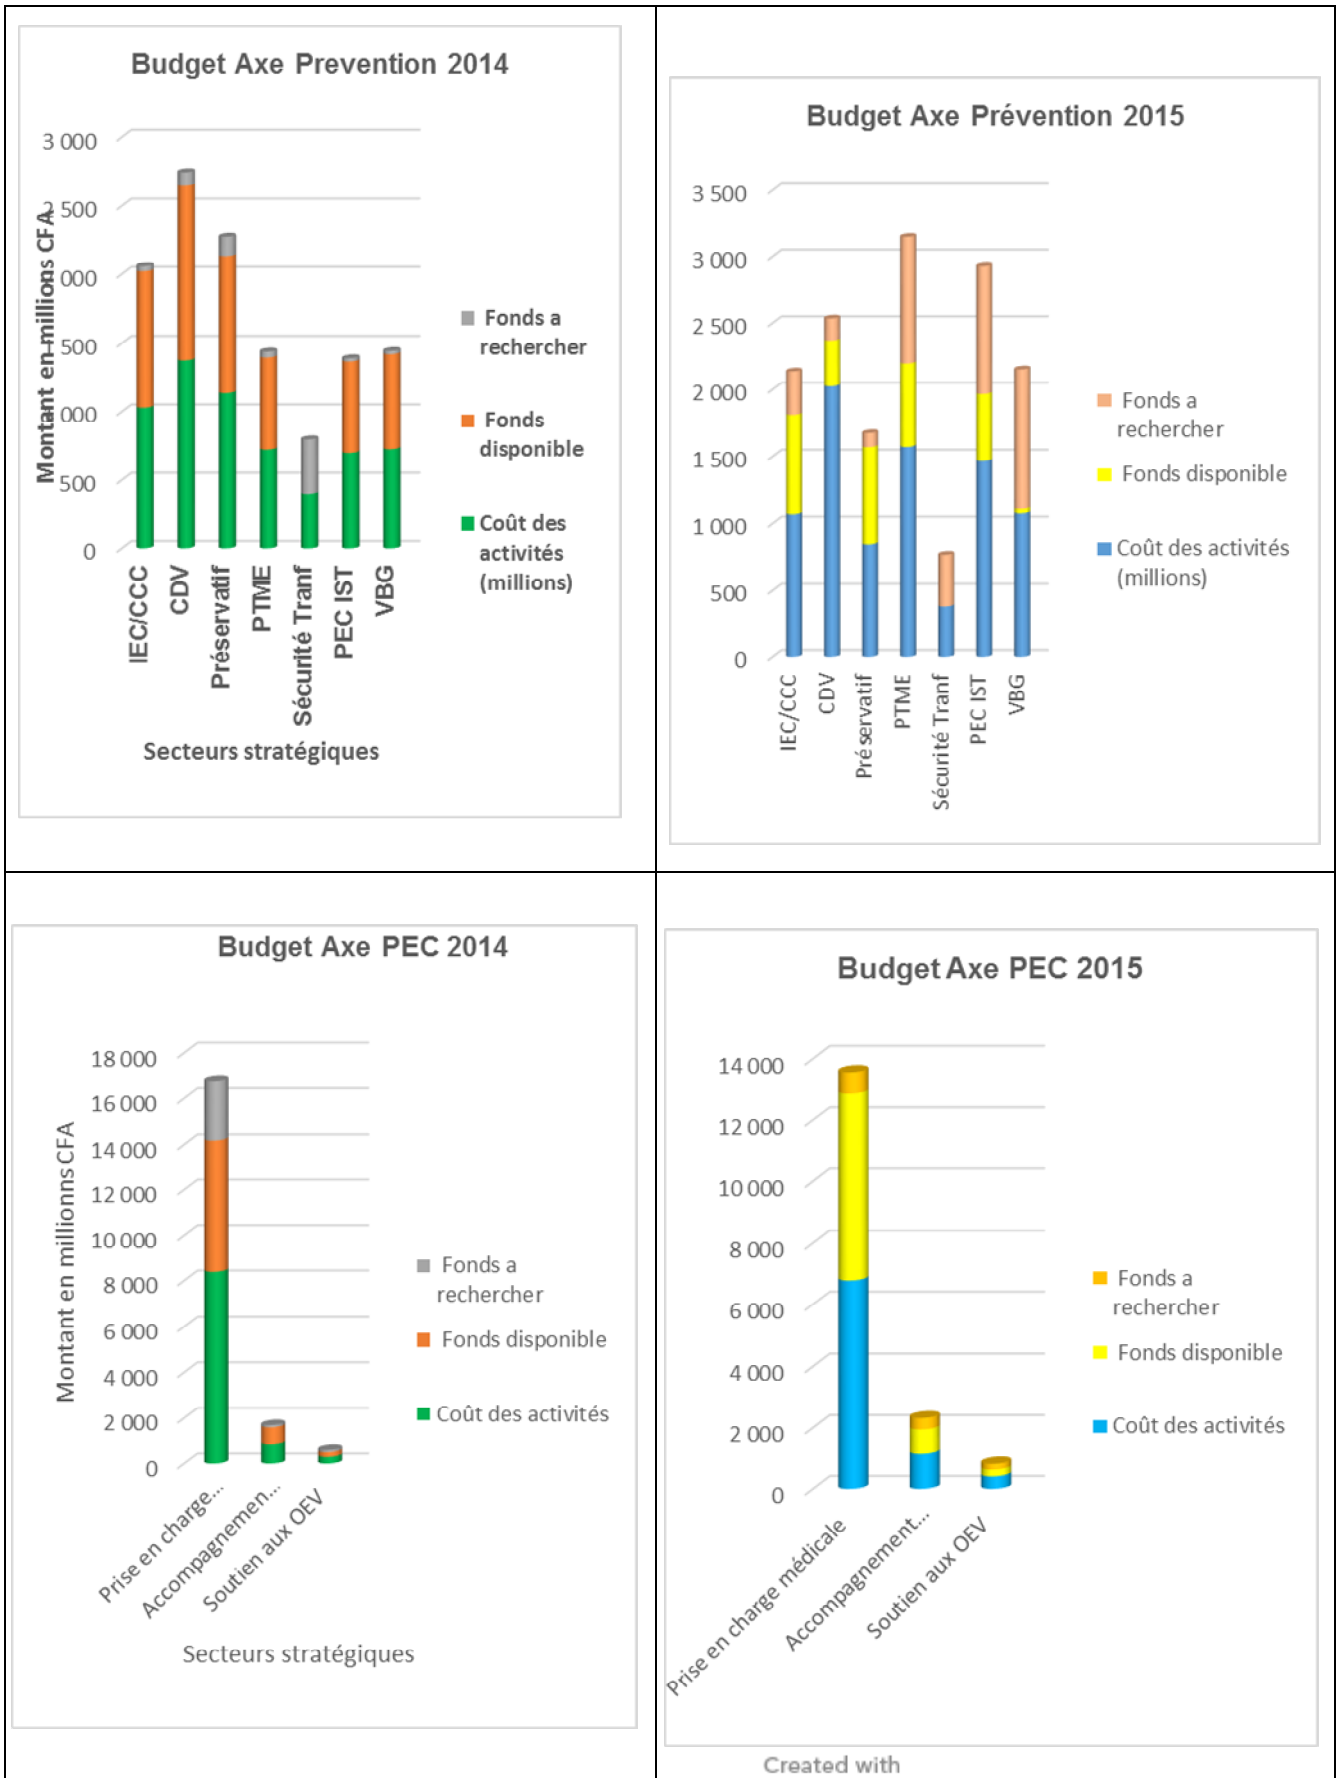 Budget Axe Prevention 2014
3 000
2 500
000
500
000
500
0
Montant en millions CFA
IEC/CCC
CDV
Préservatif
PTME
Sécurité Tranf
PEC IST
VBG
Secteurs stratégiques
Fonds a
rechercher
Fonds
disponible
Coût des
activités
(millions)
Budget Axe Prévention 2015
3 500
3 000
2 500
2 000
1 500
1 000
500
0
IEC/CCC
CDV
Préservatif
PTME
Sécurité Tranf
PEC IST
VBG
Fonds a
rechercher
Fonds disponible
Coût des activités
(millions)
Budget Axe PEC 2014
18 000
16 000
14 000
12 000
10 000
8 000
6 000
4 000
2 000
0
Montant en millionns CFA
Prise en charge...
Accompagnemen...
Soutien aux OEV
Secteurs stratégiques
Fonds a
rechercher
Fonds disponible
Coût des activités
Budget Axe PEC 2015
14 000
12 000
10 000
8 000
6 000
4 000
2 000
0
Prise en charge médicale
Accompagnement...
Soutien aux OEV
Fonds a
rechercher
Fonds disponible
Coût des activités
Created with